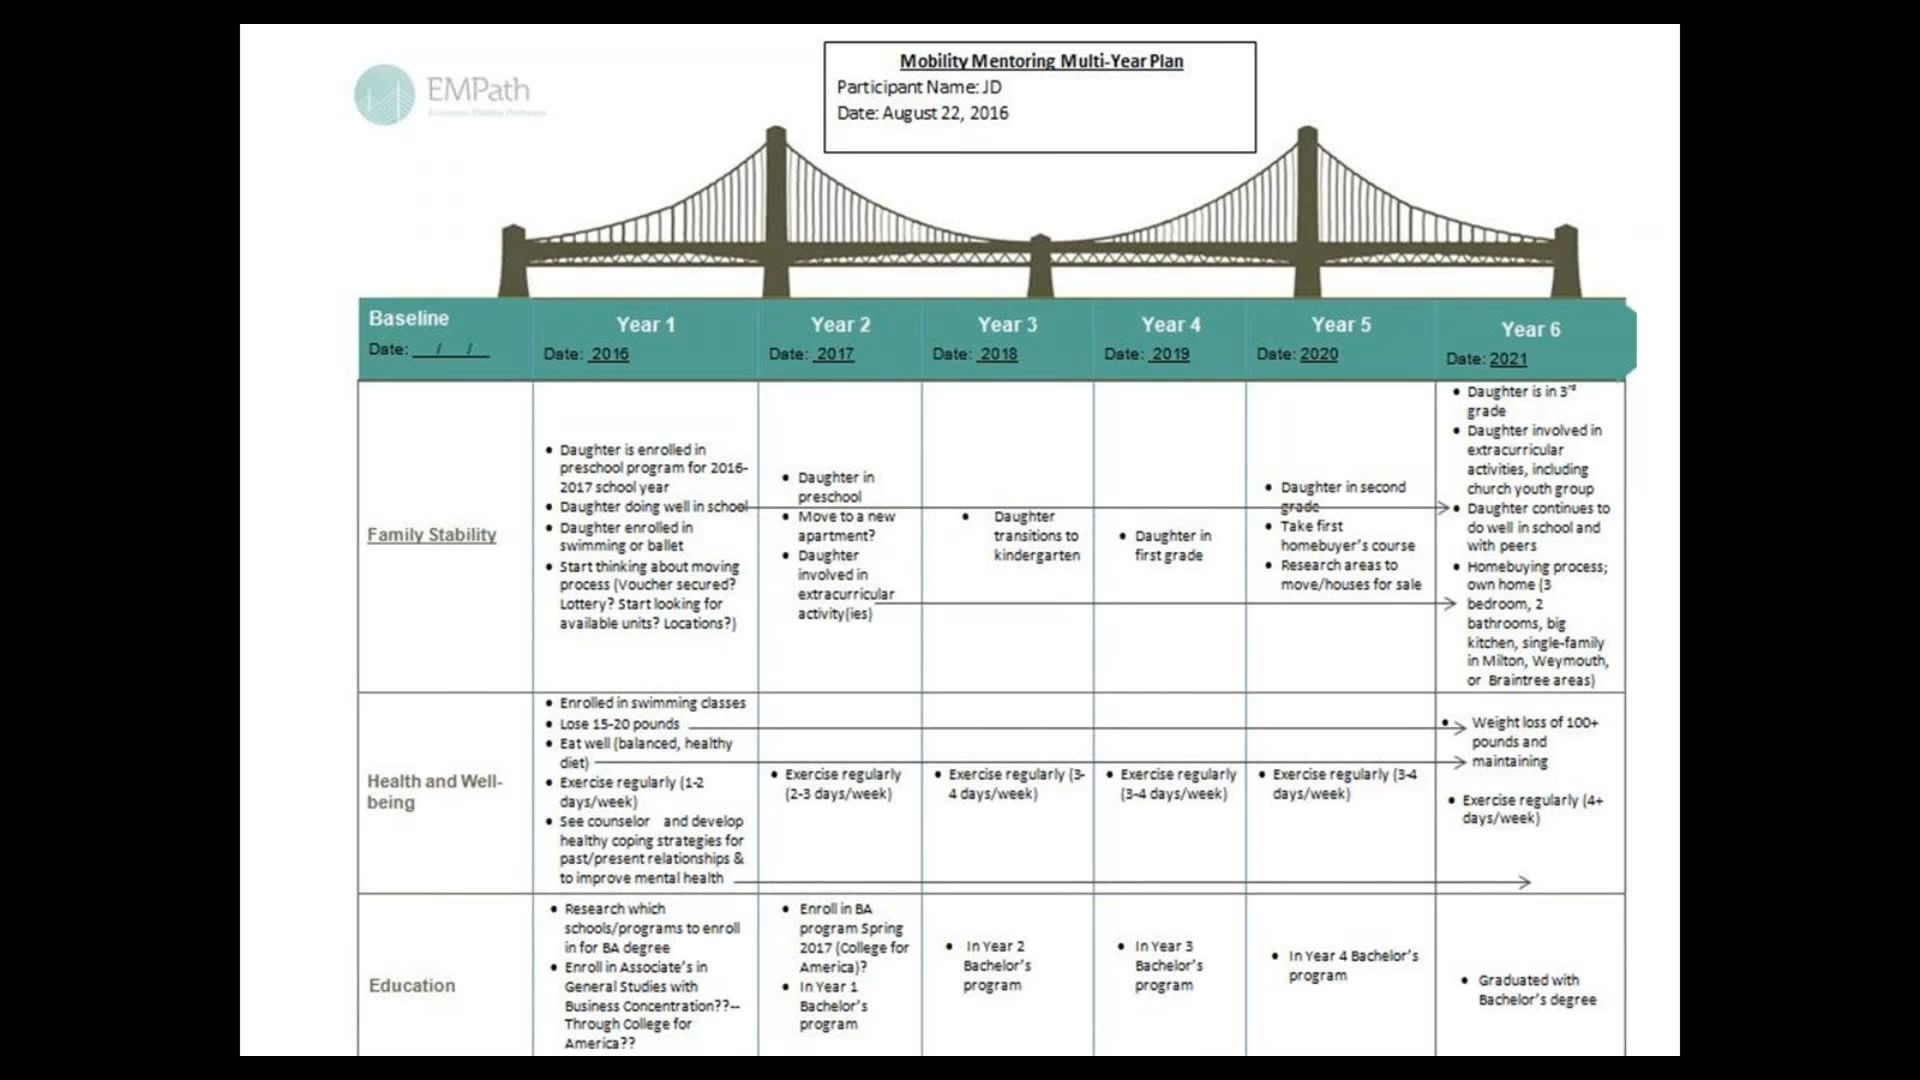 EMPath
Economic Mobility Pathways
Mobility Mentoring Multi-Year Plan
Participant Name: JD
Date: August 22, 2016
Baseline
Date: __/__/__
Year 1
Date: 2016
Year 2
Date: 2017
Year 3
Date: 2018
Year 4
Date: 2019
Year 5
Date: 2020
Year 6
Date: 2021
Family Stability
• Daughter is enrolled in
preschool program for 2016-
2017 school year
• Daughter doing well in school
• Daughter enrolled in
swimming or ballet
• Start thinking about moving
process (Voucher secured?
Lottery? Start looking for
available units? Locations?)
• Daughter in
preschool
• Move to a new
apartment?
• Daughter
involved in
extracurricular
activity(ies)
• Daughter
transitions to
kindergarten
• Daughter in
first grade
• Daughter in second
grade
• Take first
homebuyer's course
• Research areas to
move/houses for sale
• Daughter is in 3rd
grade
• Daughter involved in
extracurricular
activities, including
church youth group
• Daughter continues to
do well in school and
with peers
• Homebuying process;
own home (3
bedroom, 2
bathrooms, big
kitchen, single-family
in Milton, Weymouth,
or Braintree areas)
Health and Well-
being
• Enrolled in swimming classes
• Lose 15-20 pounds
• Eat well (balanced, healthy
diet)
• Exercise regularly (1-2
days/week)
• See counselor and develop
healthy coping strategies for
past/present relationships &
to improve mental health
• Exercise regularly
(2-3 days/week)
• Exercise regularly (3-
4 days/week)
• Exercise regularly
(3-4 days/week)
• Exercise regularly (3-4
days/week)
• Weight loss of 100+
pounds and
maintaining
• Exercise regularly (4+
days/week)
Education
• Research which
schools/programs to enroll
in for BA degree
• Enroll in Associate's in
General Studies with
Business Concentration??--
Through College for
America??
• Enroll in BA
program Spring
2017 (College for
America)?
• In Year 1
Bachelor's
program
• In Year 2
Bachelor's
program
• In Year 3
Bachelor's
program
• In Year 4 Bachelor's
program
• Graduated with
Bachelor's degree